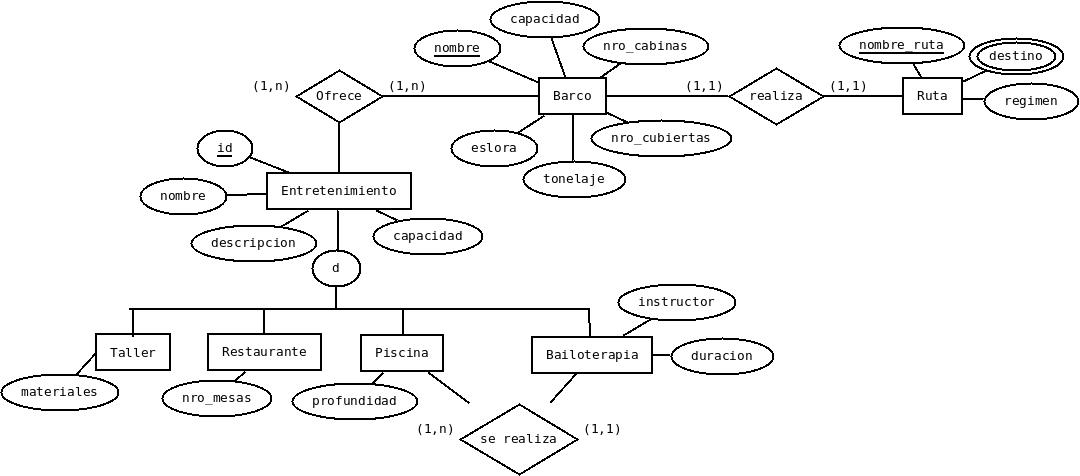 capacidad
nombre
nro_cabinas
nombre_ruta
destino
(1,n)
Ofrece
(1,n)
Barco
(1,1)
realiza
(1,1)
Ruta
regimen
eslora
nro_cubiertas
id
tonelaje
Entretenimiento
nombre
descripcion
capacidad
d
instructor
Taller
Restaurante
Piscina
Bailoterapia
duracion
materiales
nro_mesas
profundidad
(1,n)
se realiza
(1,1)